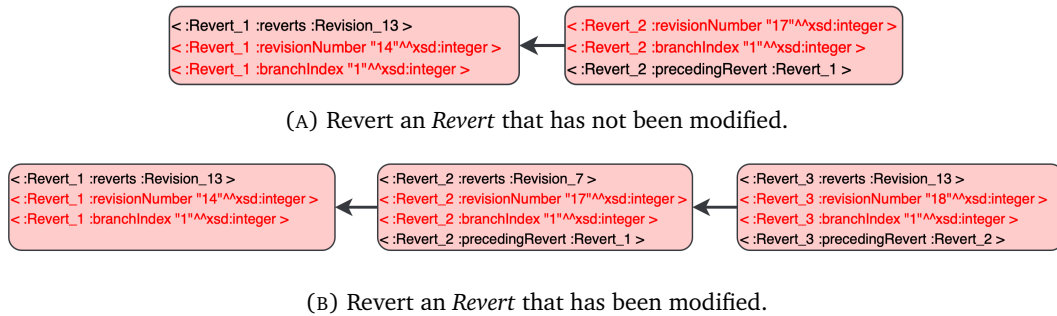 < :Revert_1 :reverts :Revision_13 >
< :Revert_1 :revisionNumber "14"^^xsd:integer >
< :Revert_1 :branchIndex "1"^^xsd:integer >
< :Revert_2 :revisionNumber "17"^^xsd:integer >
< :Revert_2 :branchIndex "1"^^xsd:integer >
< :Revert_2 :precedingRevert :Revert_1 >
(A) Revert an Revert that has not been modified.
< :Revert_1 :reverts :Revision_13 >
< :Revert_1 :revisionNumber "14"^^xsd:integer >
< :Revert_1 :branchIndex "1"^^xsd:integer >
< :Revert_2 :reverts :Revision_7 >
< :Revert_2 :revisionNumber "17"^^xsd:integer >
< :Revert_2 :branchIndex "1"^^xsd:integer >
< :Revert_2 :precedingRevert :Revert_1 >
< :Revert_3 :reverts :Revision_13 >
< :Revert_3 :revisionNumber "18"^^xsd:integer >
< :Revert_3 :branchIndex "1"^^xsd:integer >
< :Revert_3 :precedingRevert :Revert_2 >
(B) Revert an Revert that has been modified.